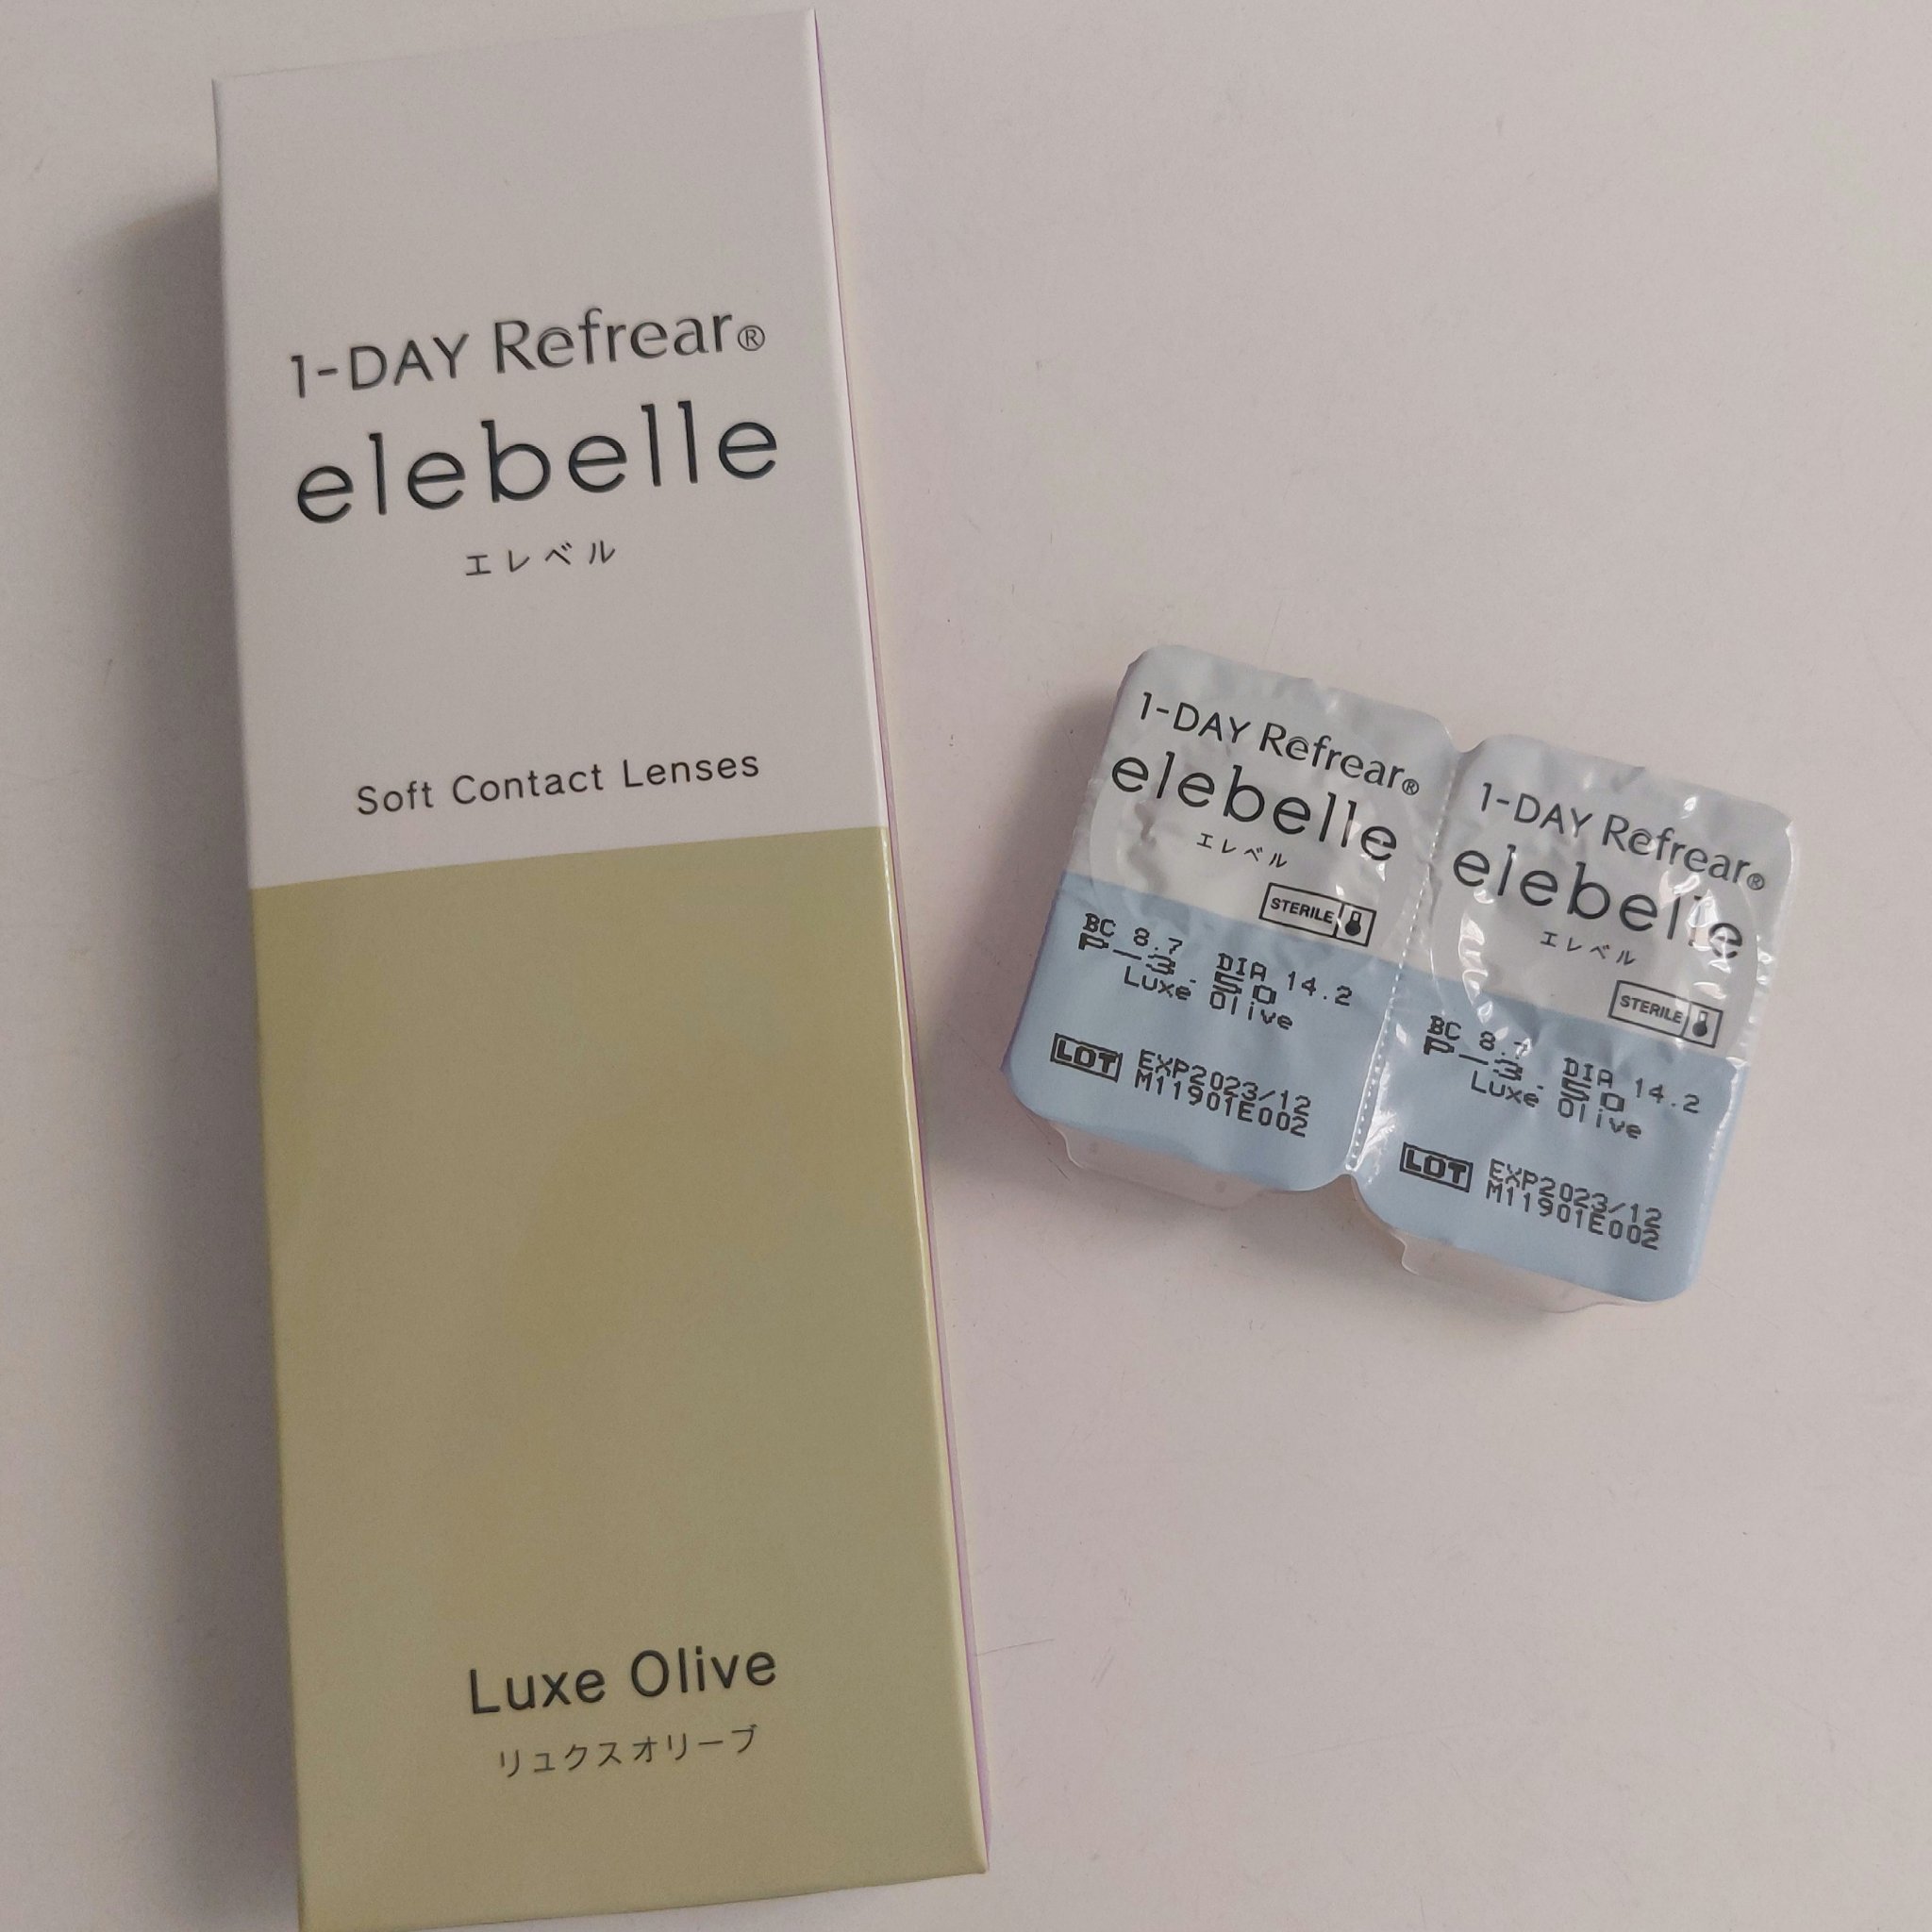 1-DAY Refrear®
elebelle
エレベル
Soft Contact Lenses
Luxe Olive
リュクスオリーブ
1-DAY Refrear®
elebelle
エレベル
STERILE
BC 8.7 DIA 14.2
P-3.50
Luxe Olive
LOT EXP2023/12
M11901E002
1-DAY Refrear®
elebelle
エレベル
STERILE
BC 8.7 DIA 14.2
P-3.50
Luxe Olive
LOT EXP2023/12
M11901E002